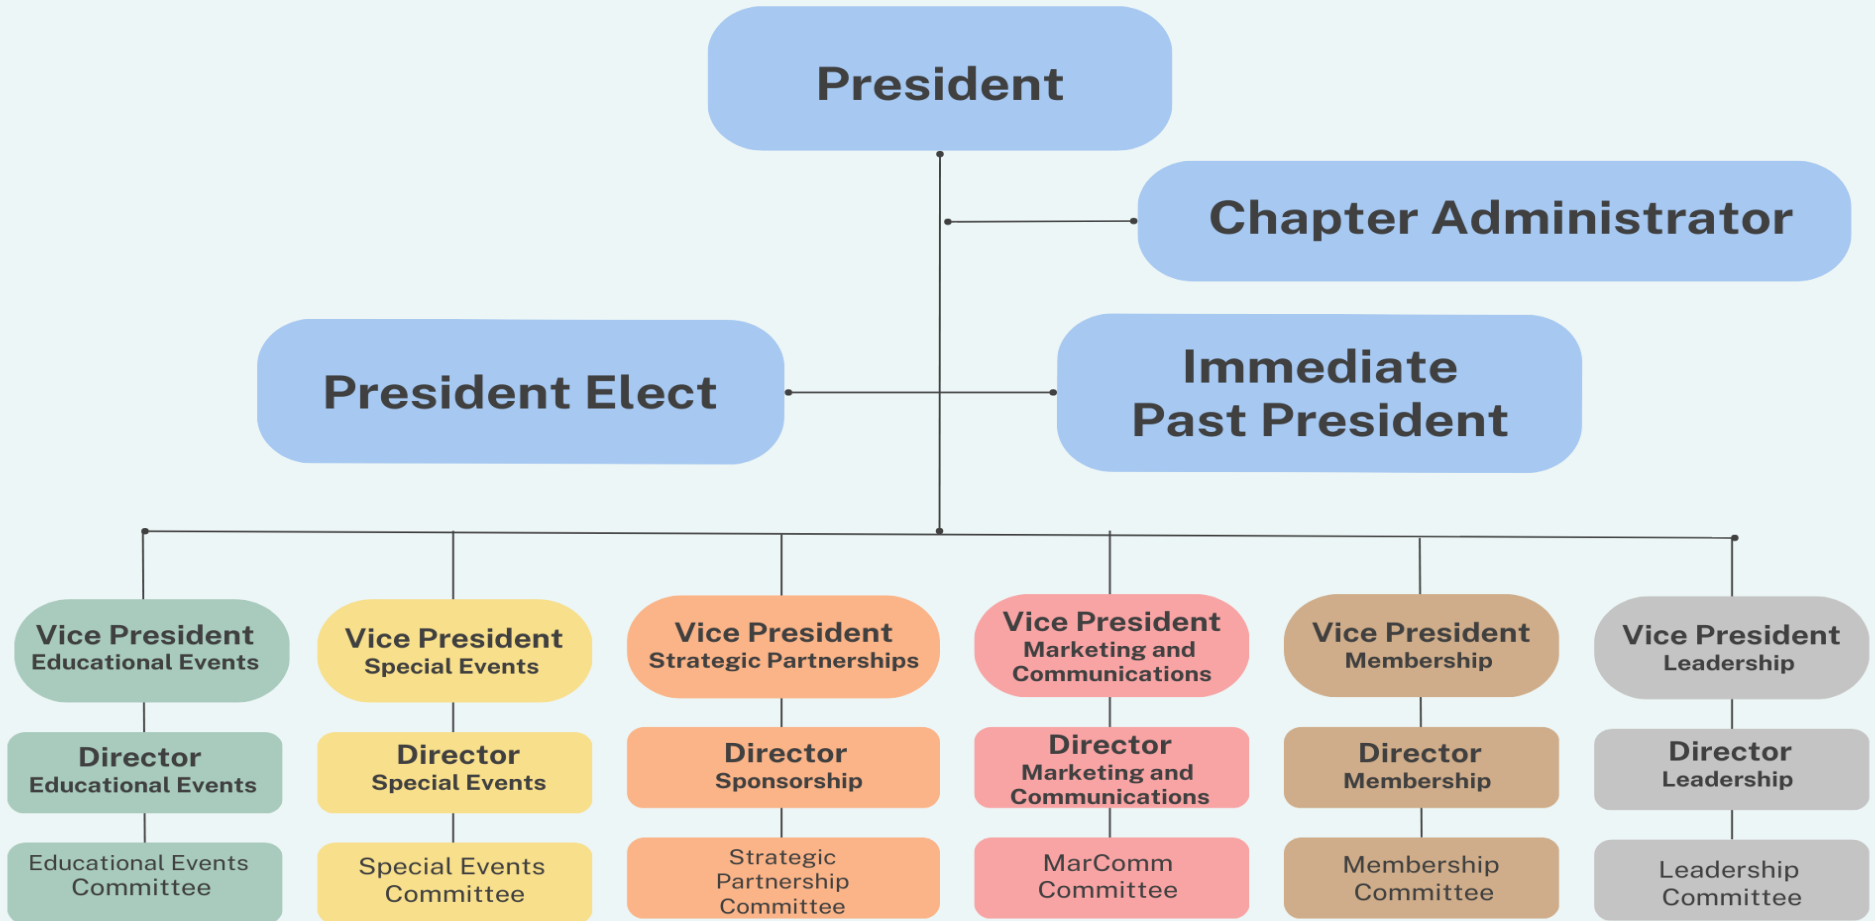 President
Chapter Administrator
President Elect
Immediate
Past President
Vice President
Educational Events
Vice President
Special Events
Vice President
Strategic Partnerships
Vice President
Marketing and
Communications
Vice President
Membership
Vice President
Leadership
Director
Educational Events
Director
Special Events
Director
Sponsorship
Director
Marketing and
Communications
Director
Membership
Director
Leadership
Educational Events
Committee
Special Events
Committee
Strategic
Partnership
Committee
MarComm
Committee
Membership
Committee
Leadership
Committee